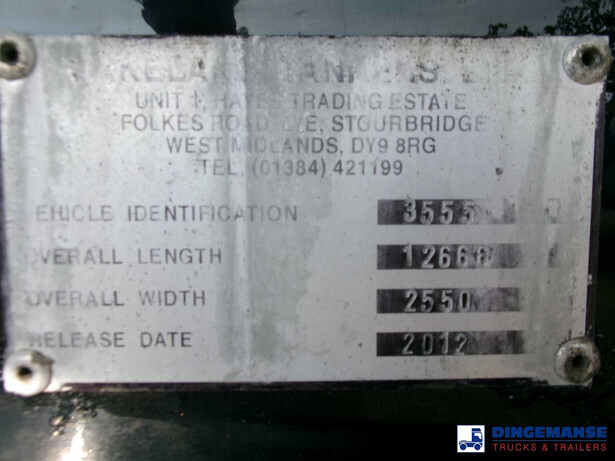 UNIT 1, HAYES TRADING ESTATE
FOLKES ROAD, LYE, STOURBRIDGE
WEST MIDLANDS, DY9 8RG
TEL. (01384) 421199
EHICLE IDENTIFICATION 3555
OVERALL LENGTH
OVERALL WIDTH 2550
RELEASE DATE 2012
DINGEMANSE
TRUCKS & TRAILERS